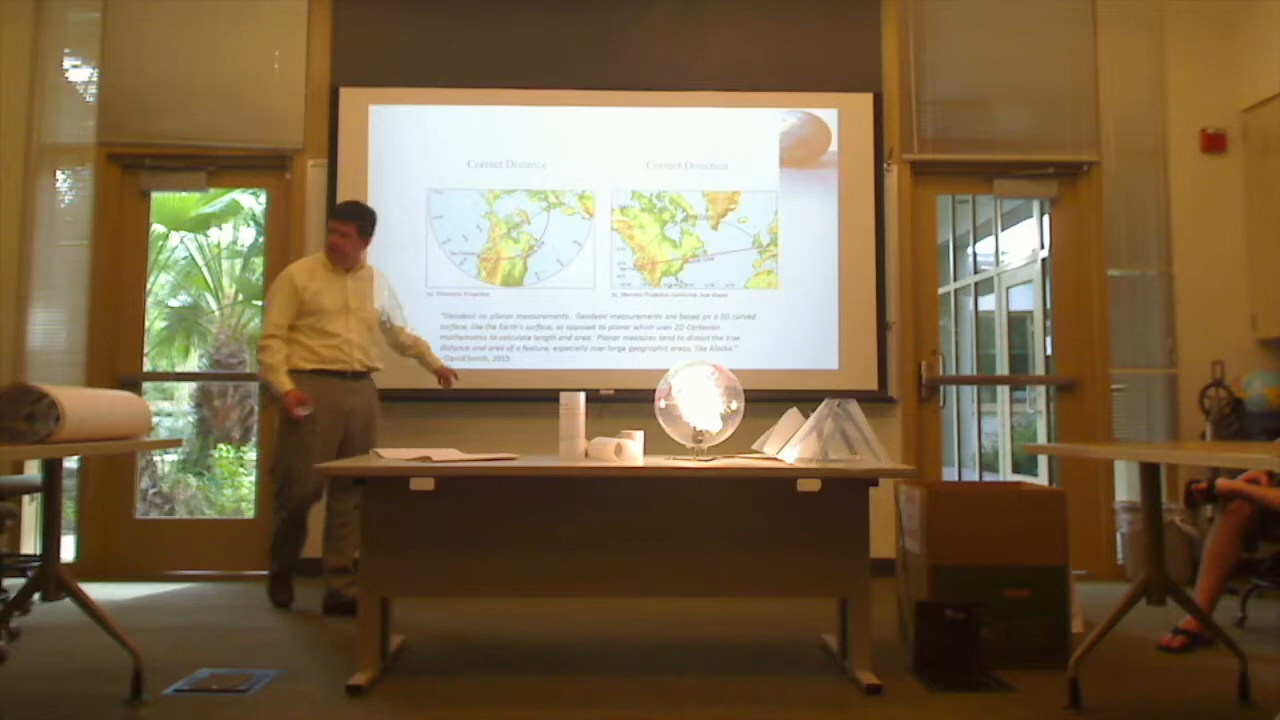 Correct Distance
Correct Direction
"Geodesic vs. planar measurements. Geodesic measurements are based on a 3D curved
surface, like the Earth's surface, as opposed to planar which uses 2D Cartesian
mathematics to calculate length and area. Planar measures tend to distort the true
distance and area of a feature, especially over large geographic areas, like Alaska."
- David Smith, 2015